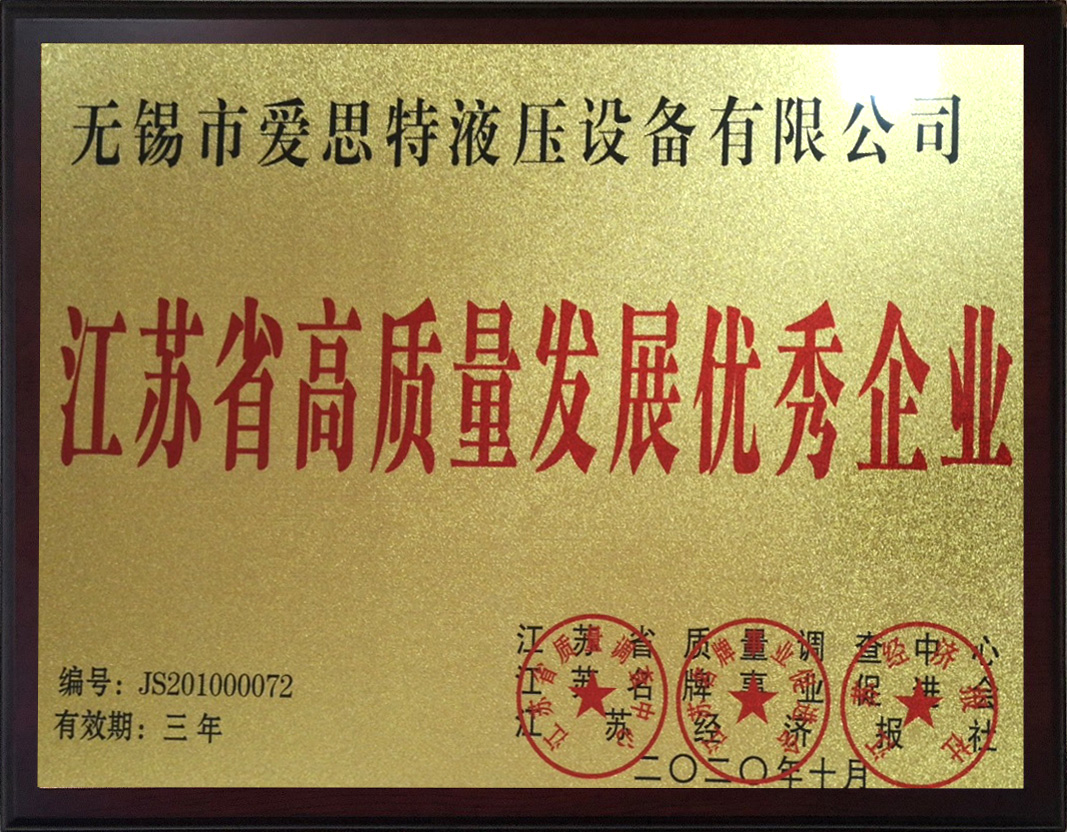 无锡市爱思特液压设备有限公司
江苏省高质量发展优秀企业
编号：JS201000072
有效期：三年
江苏省质量调查中心
江苏名牌事业促进会
江苏经济报社
二〇二〇年十月